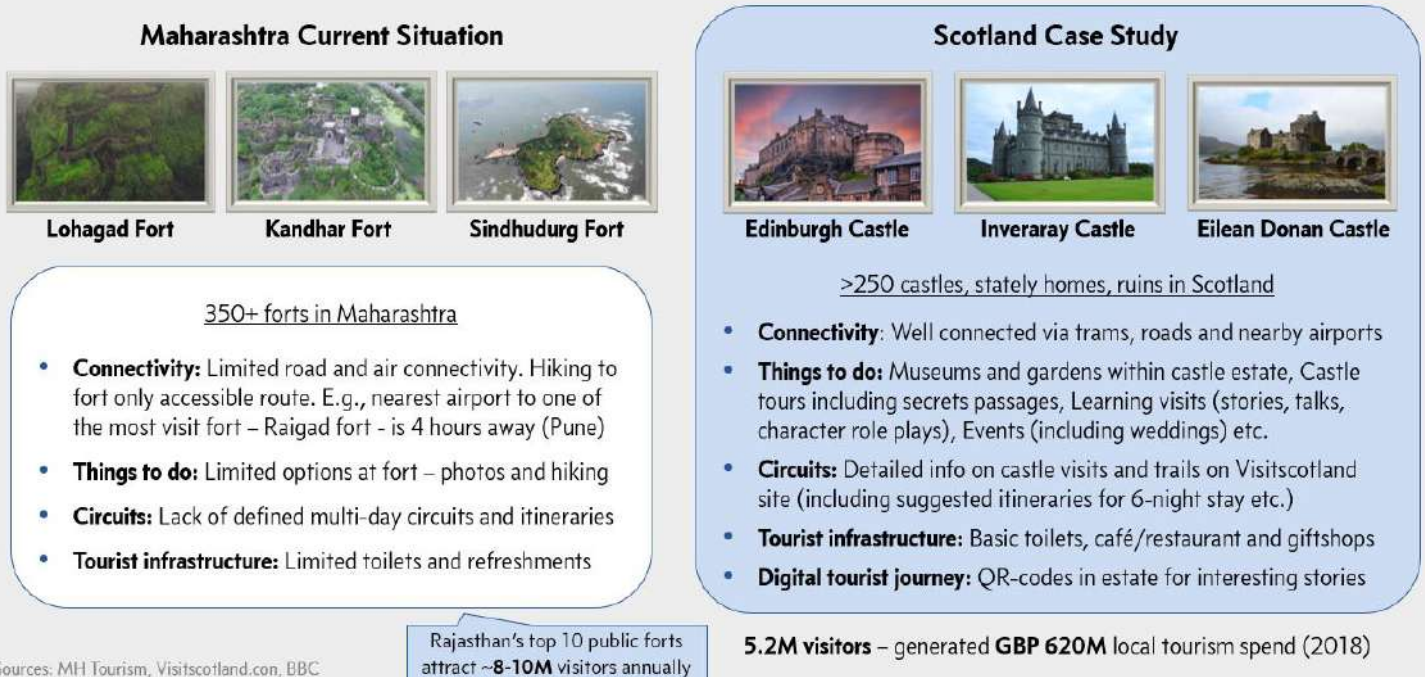 Maharashtra Current Situation
Lohagad Fort
Kandhar Fort
Sindhudurg Fort
350+ forts in Maharashtra
• Connectivity: Limited road and air connectivity. Hiking to
fort only accessible route. E.g., nearest airport to one of
the most visit fort – Raigad fort - is 4 hours away (Pune)
• Things to do: Limited options at fort – photos and hiking
• Circuits: Lack of defined multi-day circuits and itineraries
• Tourist infrastructure: Limited toilets and refreshments
Rajasthan's top 10 public forts
attract ~8-10M visitors annually
Scotland Case Study
Edinburgh Castle
Inveraray Castle
Eilean Donan Castle
>250 castles, stately homes, ruins in Scotland
• Connectivity: Well connected via trams, roads and nearby airports
• Things to do: Museums and gardens within castle estate, Castle
tours including secrets passages, Learning visits (stories, talks,
character role plays), Events (including weddings) etc.
• Circuits: Detailed info on castle visits and trails on Visitscotland
site (including suggested itineraries for 6-night stay etc.)
• Tourist infrastructure: Basic toilets, café/restaurant and giftshops
• Digital tourist journey: QR-codes in estate for interesting stories
5.2M visitors – generated GBP 620M local tourism spend (2018)
ources: MH Tourism, Visitscotland.con, BBC